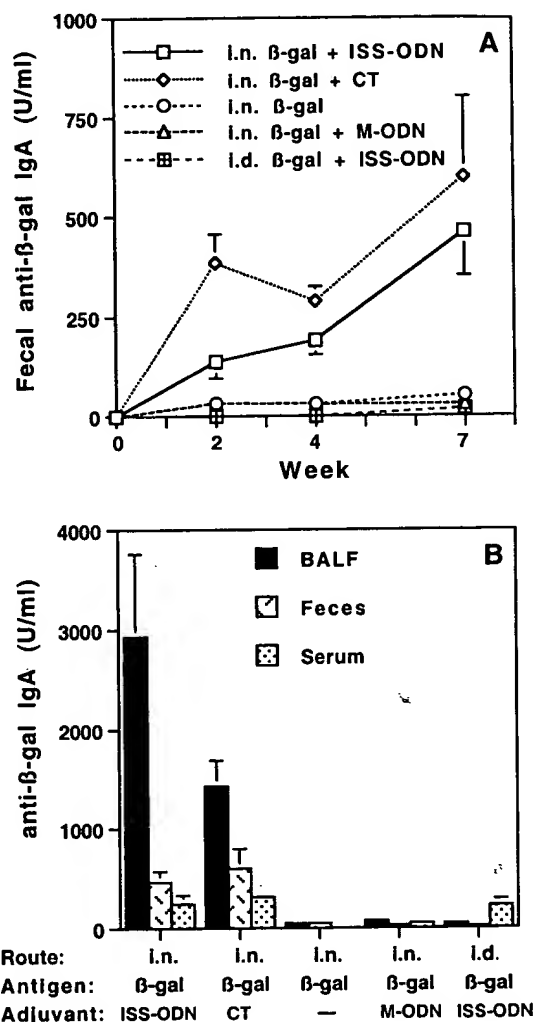 1000
A
i.n. ß-gal + ISS-ODN
i.n. ß-gal + CT
i.n. ß-gal
i.n. ß-gal + M-ODN
i.d. ß-gal + ISS-ODN
750
500
250
0
Fecal anti-ß-gal IgA (U/ml)
0 2 4 7
Week
4000
B
BALF
Feces
Serum
3000
2000
1000
0
anti-ß-gal IgA (U/ml)
Route: i.n. i.n. i.n. i.n. i.d.
Antigen: ß-gal ß-gal ß-gal ß-gal ß-gal
Adjuvant: ISS-ODN CT — M-ODN ISS-ODN